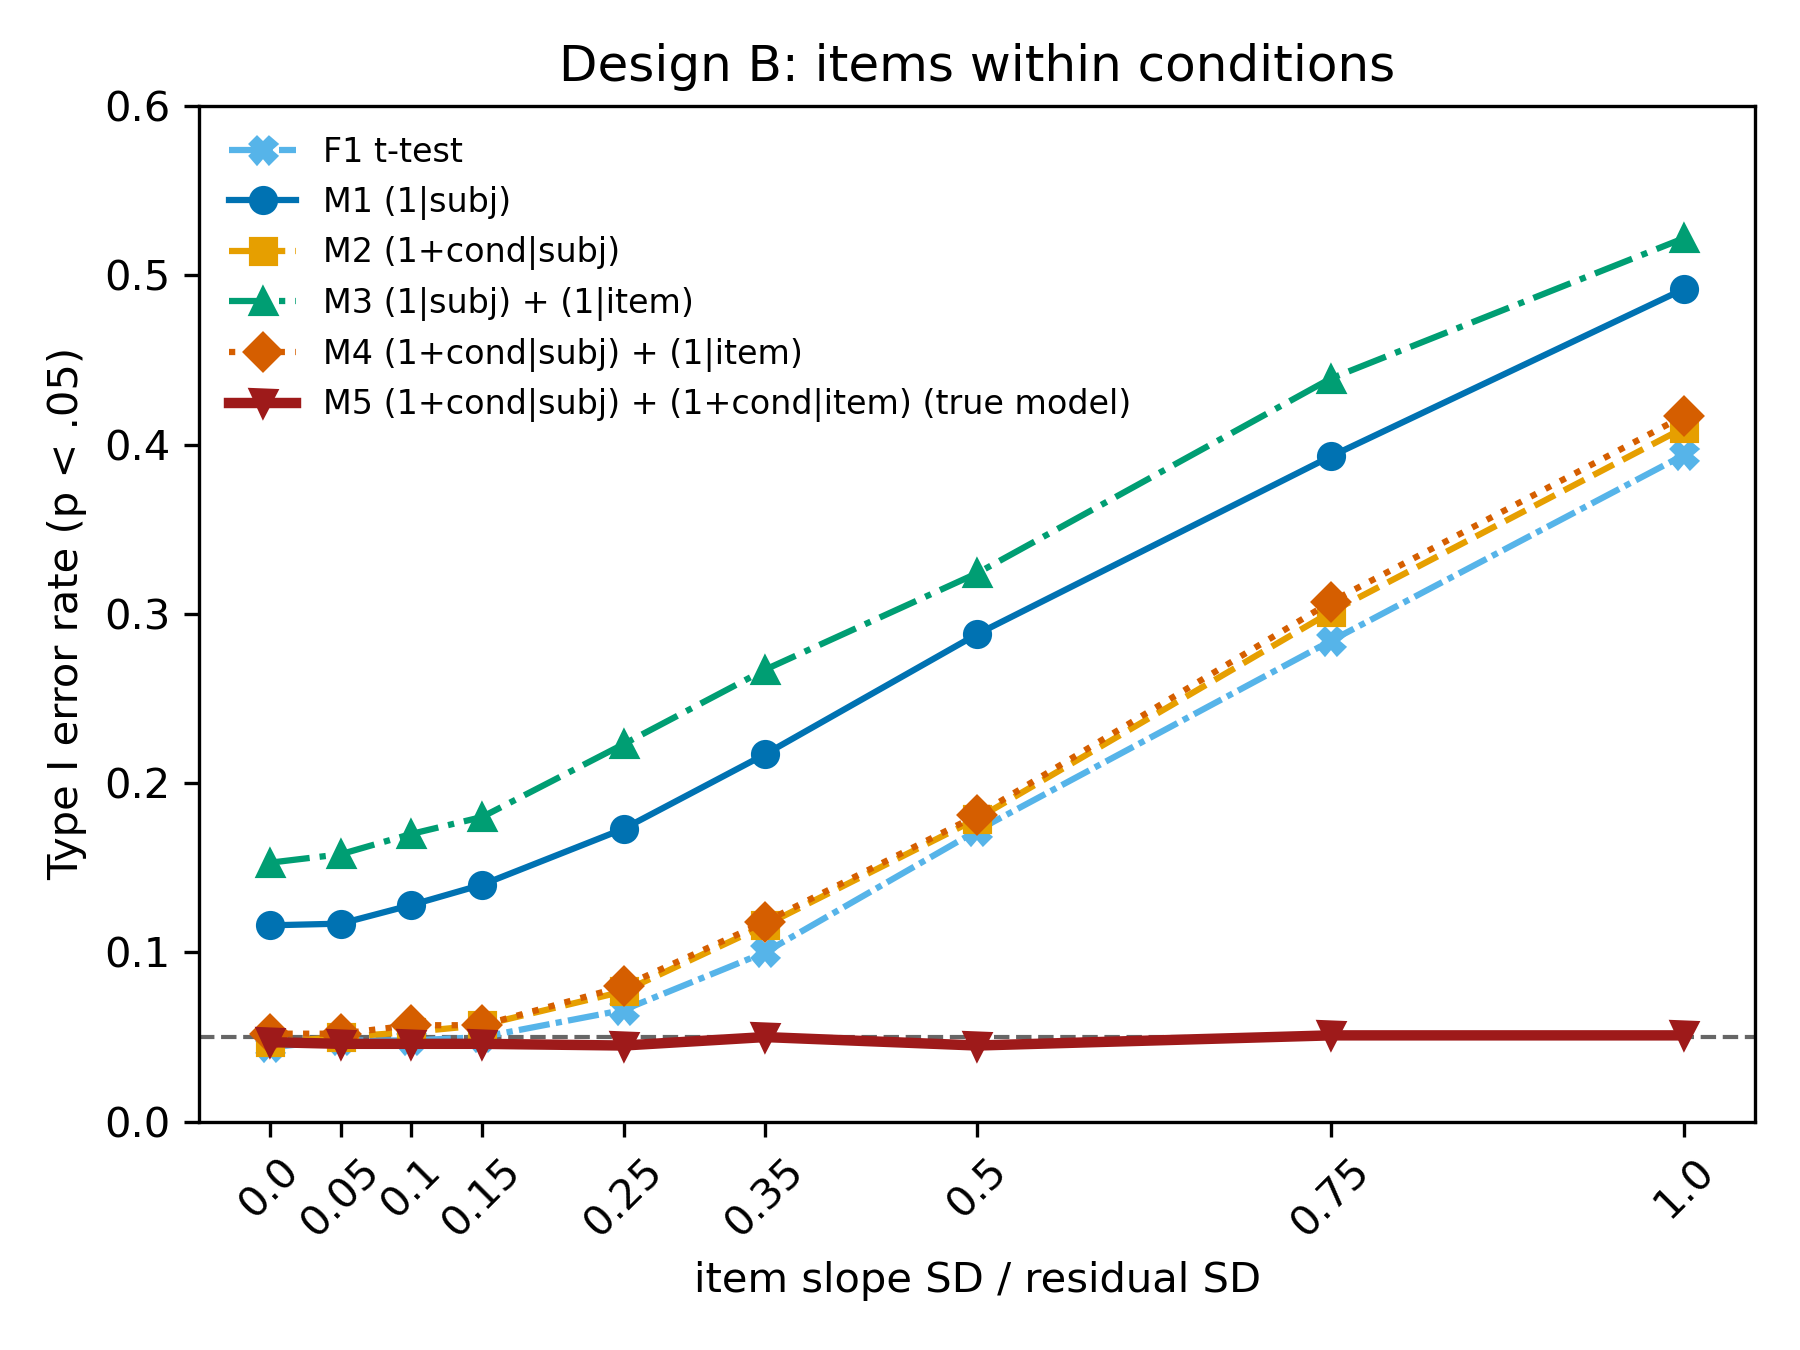 Design B: items within conditions
0.6
0.5
0.4
0.3
0.2
0.1
0.0
Type I error rate (p < .05)
F1 t-test
M1 (1|subj)
M2 (1+cond|subj)
M3 (1|subj) + (1|item)
M4 (1+cond|subj) + (1|item)
M5 (1+cond|subj) + (1+cond|item) (true model)
0.0
0.05
0.1
0.15
0.25
0.35
0.5
0.75
1.0
item slope SD / residual SD